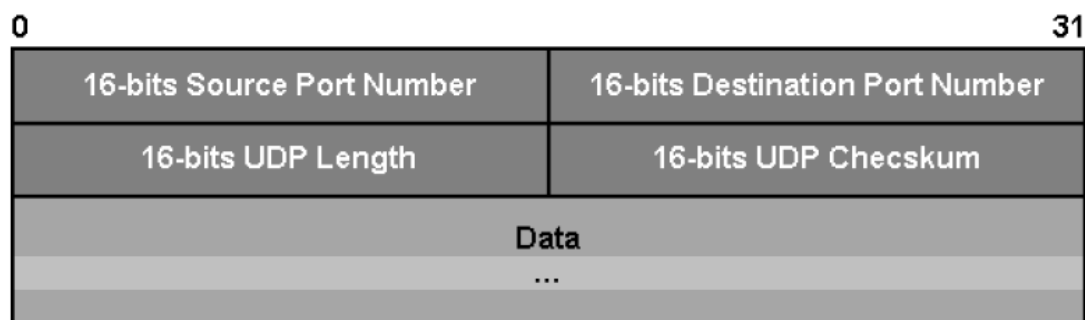 0 31
16-bits Source Port Number 16-bits Destination Port Number
16-bits UDP Length 16-bits UDP Checskum
Data
...